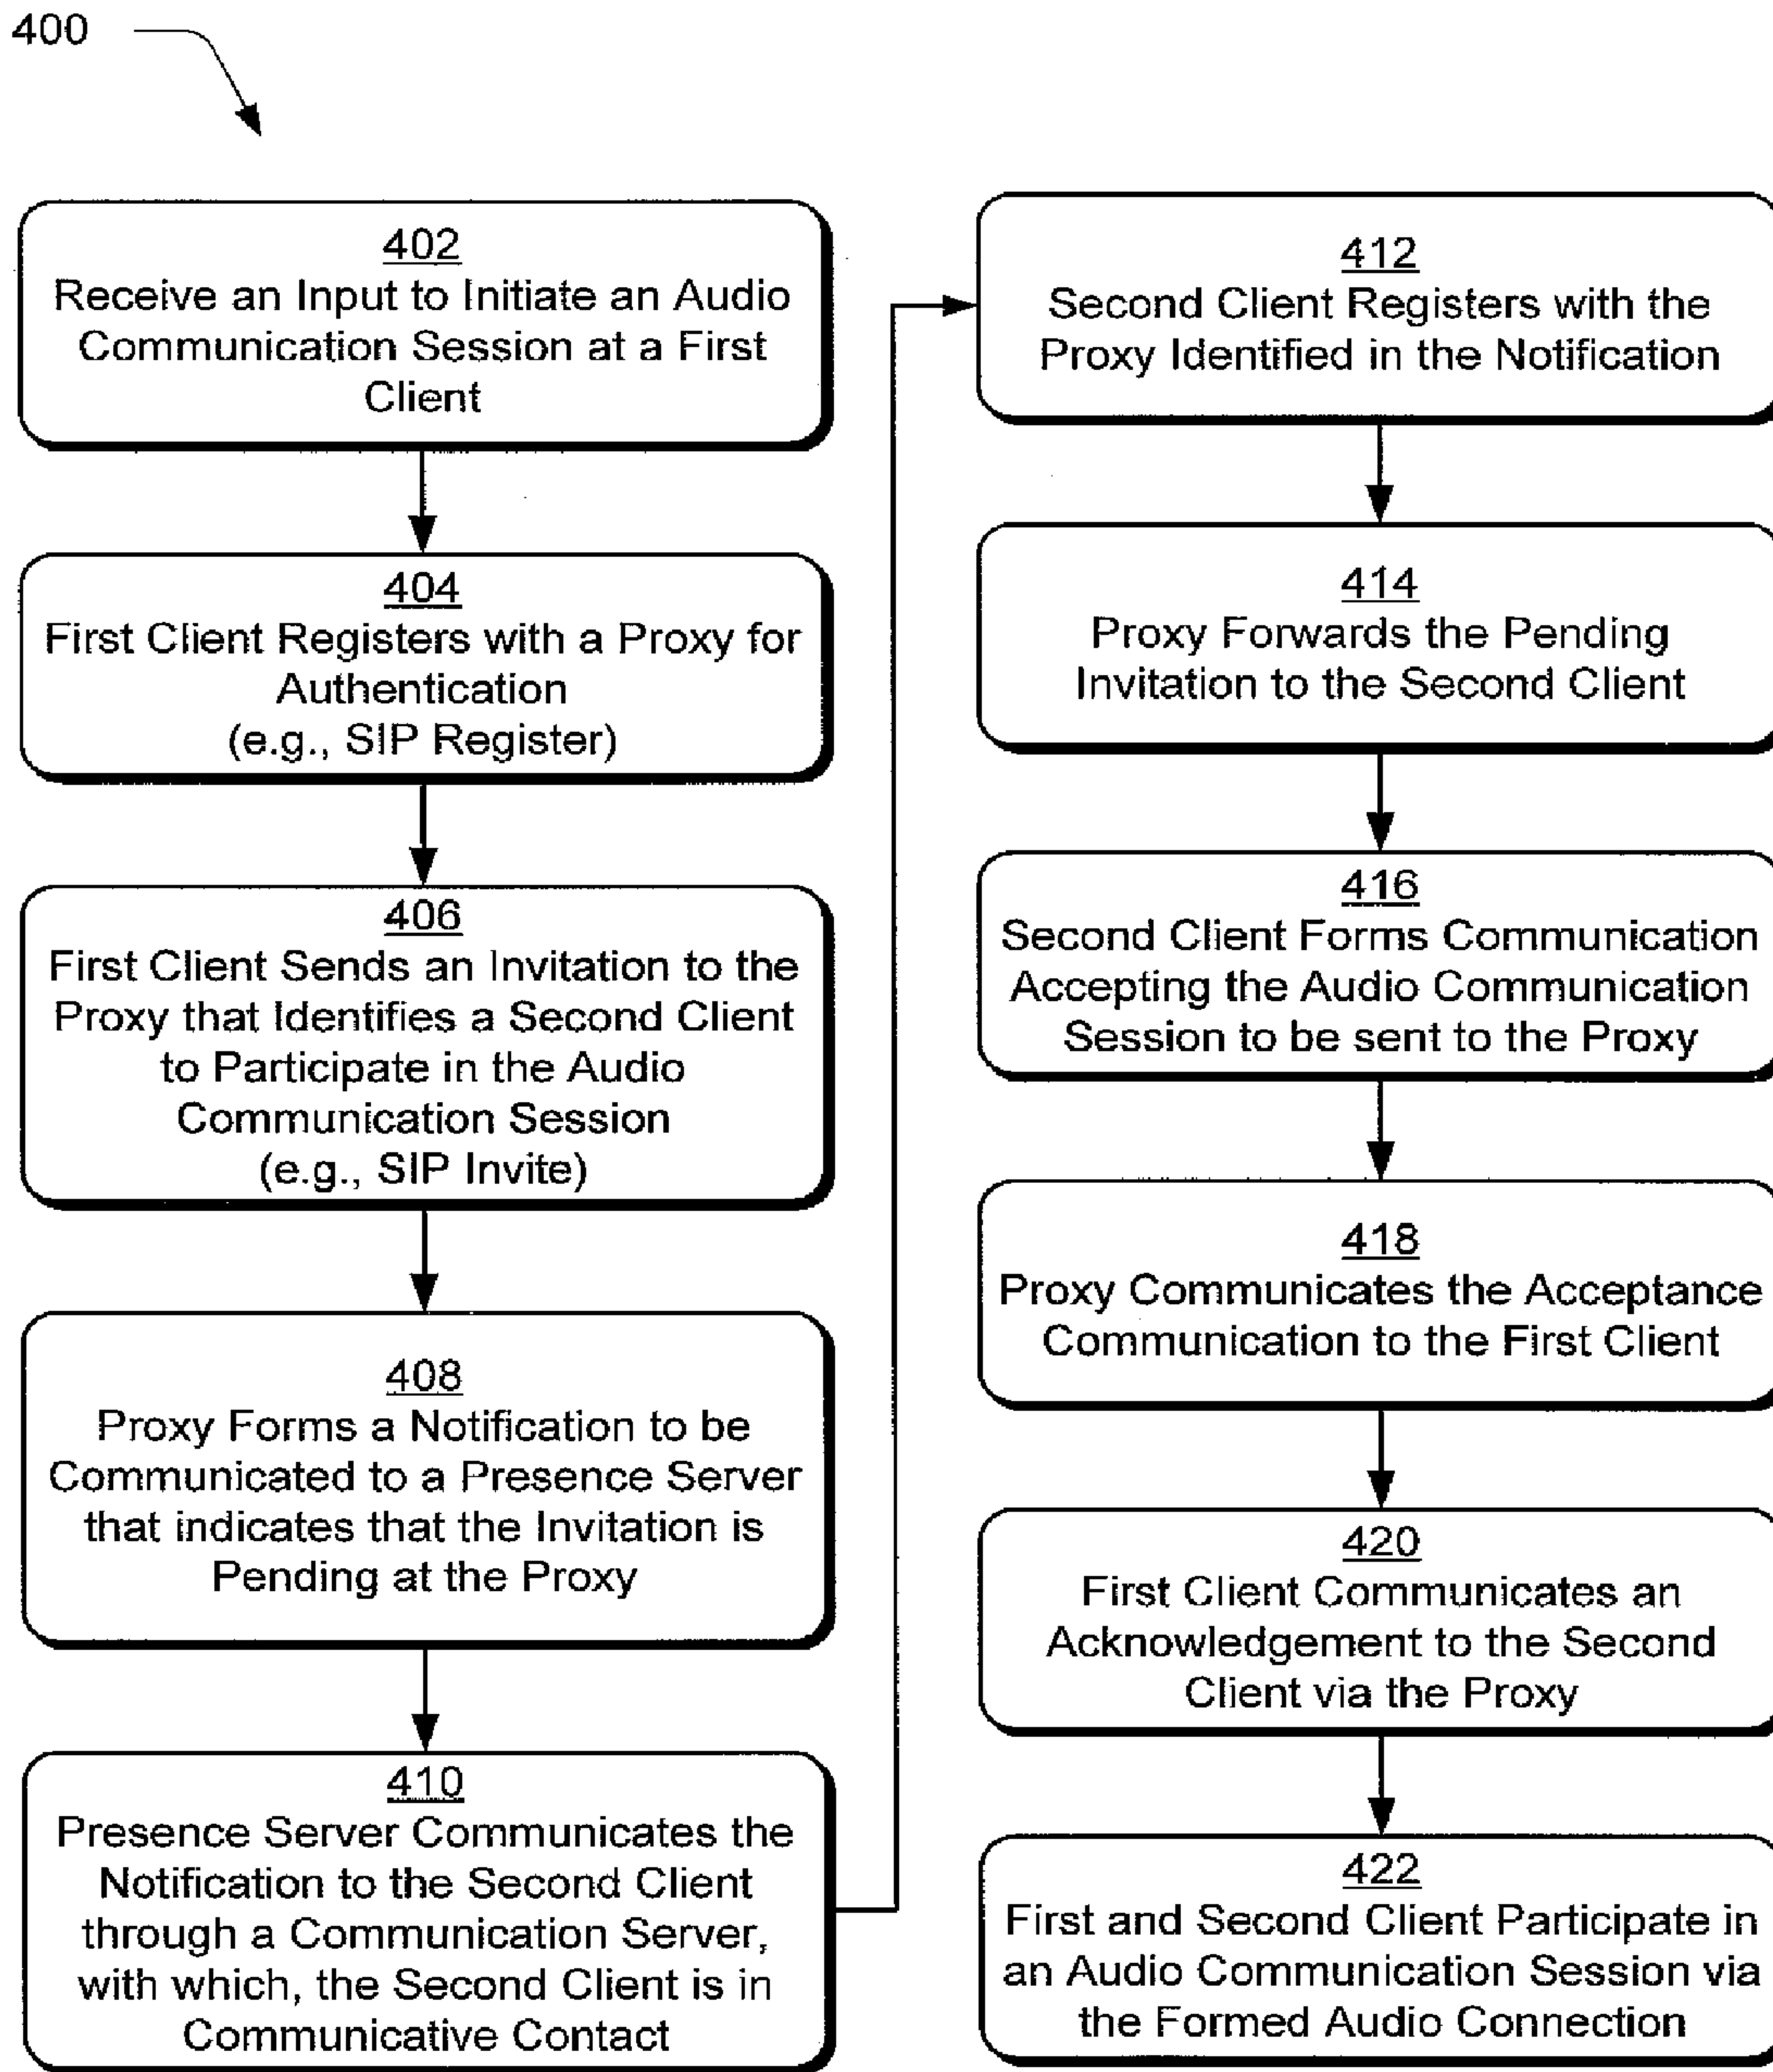 400
402
Receive an Input to Initiate an Audio
Communication Session at a First
Client
404
First Client Registers with a Proxy for
Authentication
(e.g., SIP Register)
406
First Client Sends an Invitation to the
Proxy that Identifies a Second Client
to Participate in the Audio
Communication Session
(e.g., SIP Invite)
408
Proxy Forms a Notification to be
Communicated to a Presence Server
that indicates that the Invitation is
Pending at the Proxy
410
Presence Server Communicates the
Notification to the Second Client
through a Communication Server,
with which, the Second Client is in
Communicative Contact
412
Second Client Registers with the
Proxy Identified in the Notification
414
Proxy Forwards the Pending
Invitation to the Second Client
416
Second Client Forms Communication
Accepting the Audio Communication
Session to be sent to the Proxy
418
Proxy Communicates the Acceptance
Communication to the First Client
420
First Client Communicates an
Acknowledgement to the Second
Client via the Proxy
422
First and Second Client Participate in
an Audio Communication Session via
the Formed Audio Connection